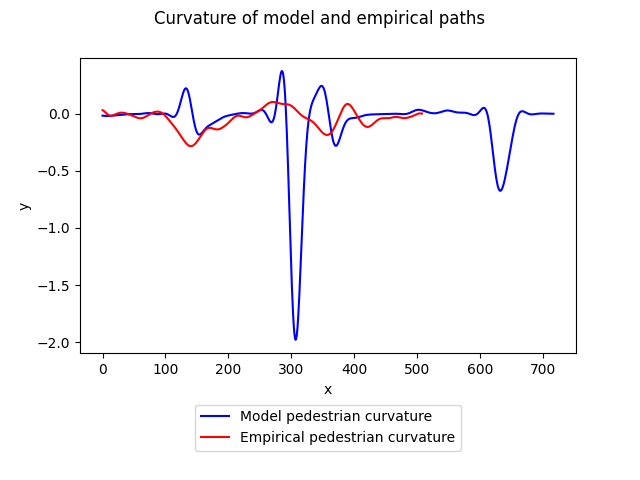 Curvature of model and empirical paths
0.0
−0.5
−1.0
−1.5
−2.0
y
0 100 200 300 400 500 600 700
x
Model pedestrian curvature
Empirical pedestrian curvature